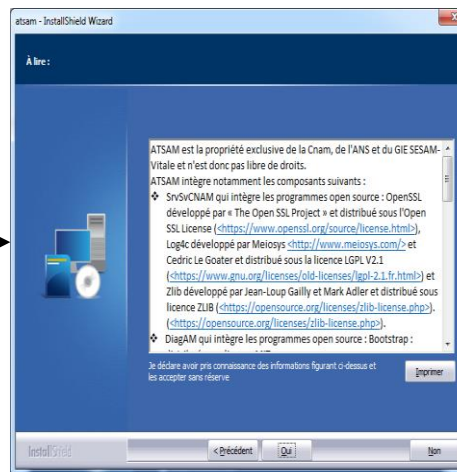 atsam - InstallShield Wizard
À lire :
ATSAM est la propriété exclusive de la Cnam, de l'ANS et du GIE SESAM-
Vitale et n'est donc pas libre de droits.
ATSAM intègre notamment les composants suivants :
❖ SrvSvCNAM qui intègre les programmes open source : OpenSSL
développé par « The Open SSL Project » et distribué sous l'Open
SSL License (<https://www.openssl.org/source/license.html>),
Log4c développé par Meiosys <http://www.meiosys.com/> et
Cedric Le Goater et distribué sous la licence LGPL V2.1
(<https://www.gnu.org/licenses/old-licenses/lgpl-2.1.fr.html>) et
Zlib développé par Jean-Loup Gailly et Mark Adler et distribué sous
licence ZLIB (<https://opensource.org/licenses/zlib-license.php>).
(<https://opensource.org/licenses/zlib-license.php>).
❖ DiagAM qui intègre les programmes open source : Bootstrap :
Je déclare avoir pris connaissance des informations figurant ci-dessus et
les accepter sans réserve
Imprimer
InstallShield
< Précédent
Oui
Non